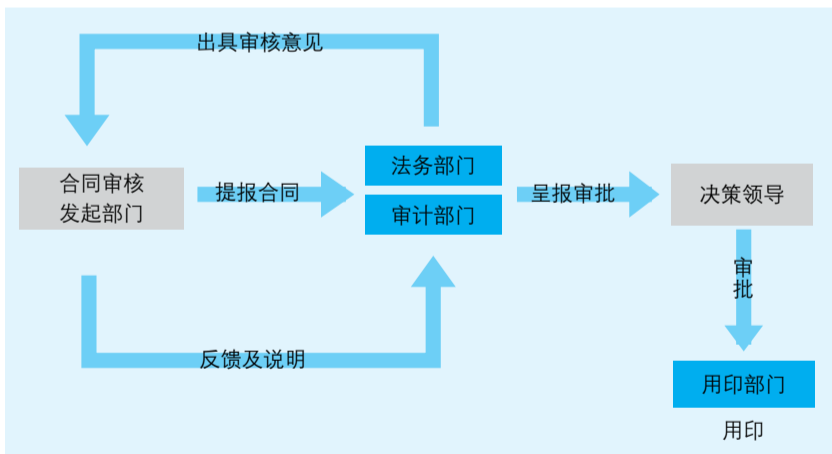 出具审核意见
合同审核
发起部门
提报合同
法务部门
审计部门
呈报审批
决策领导
审批
反馈及说明
用印部门
用印